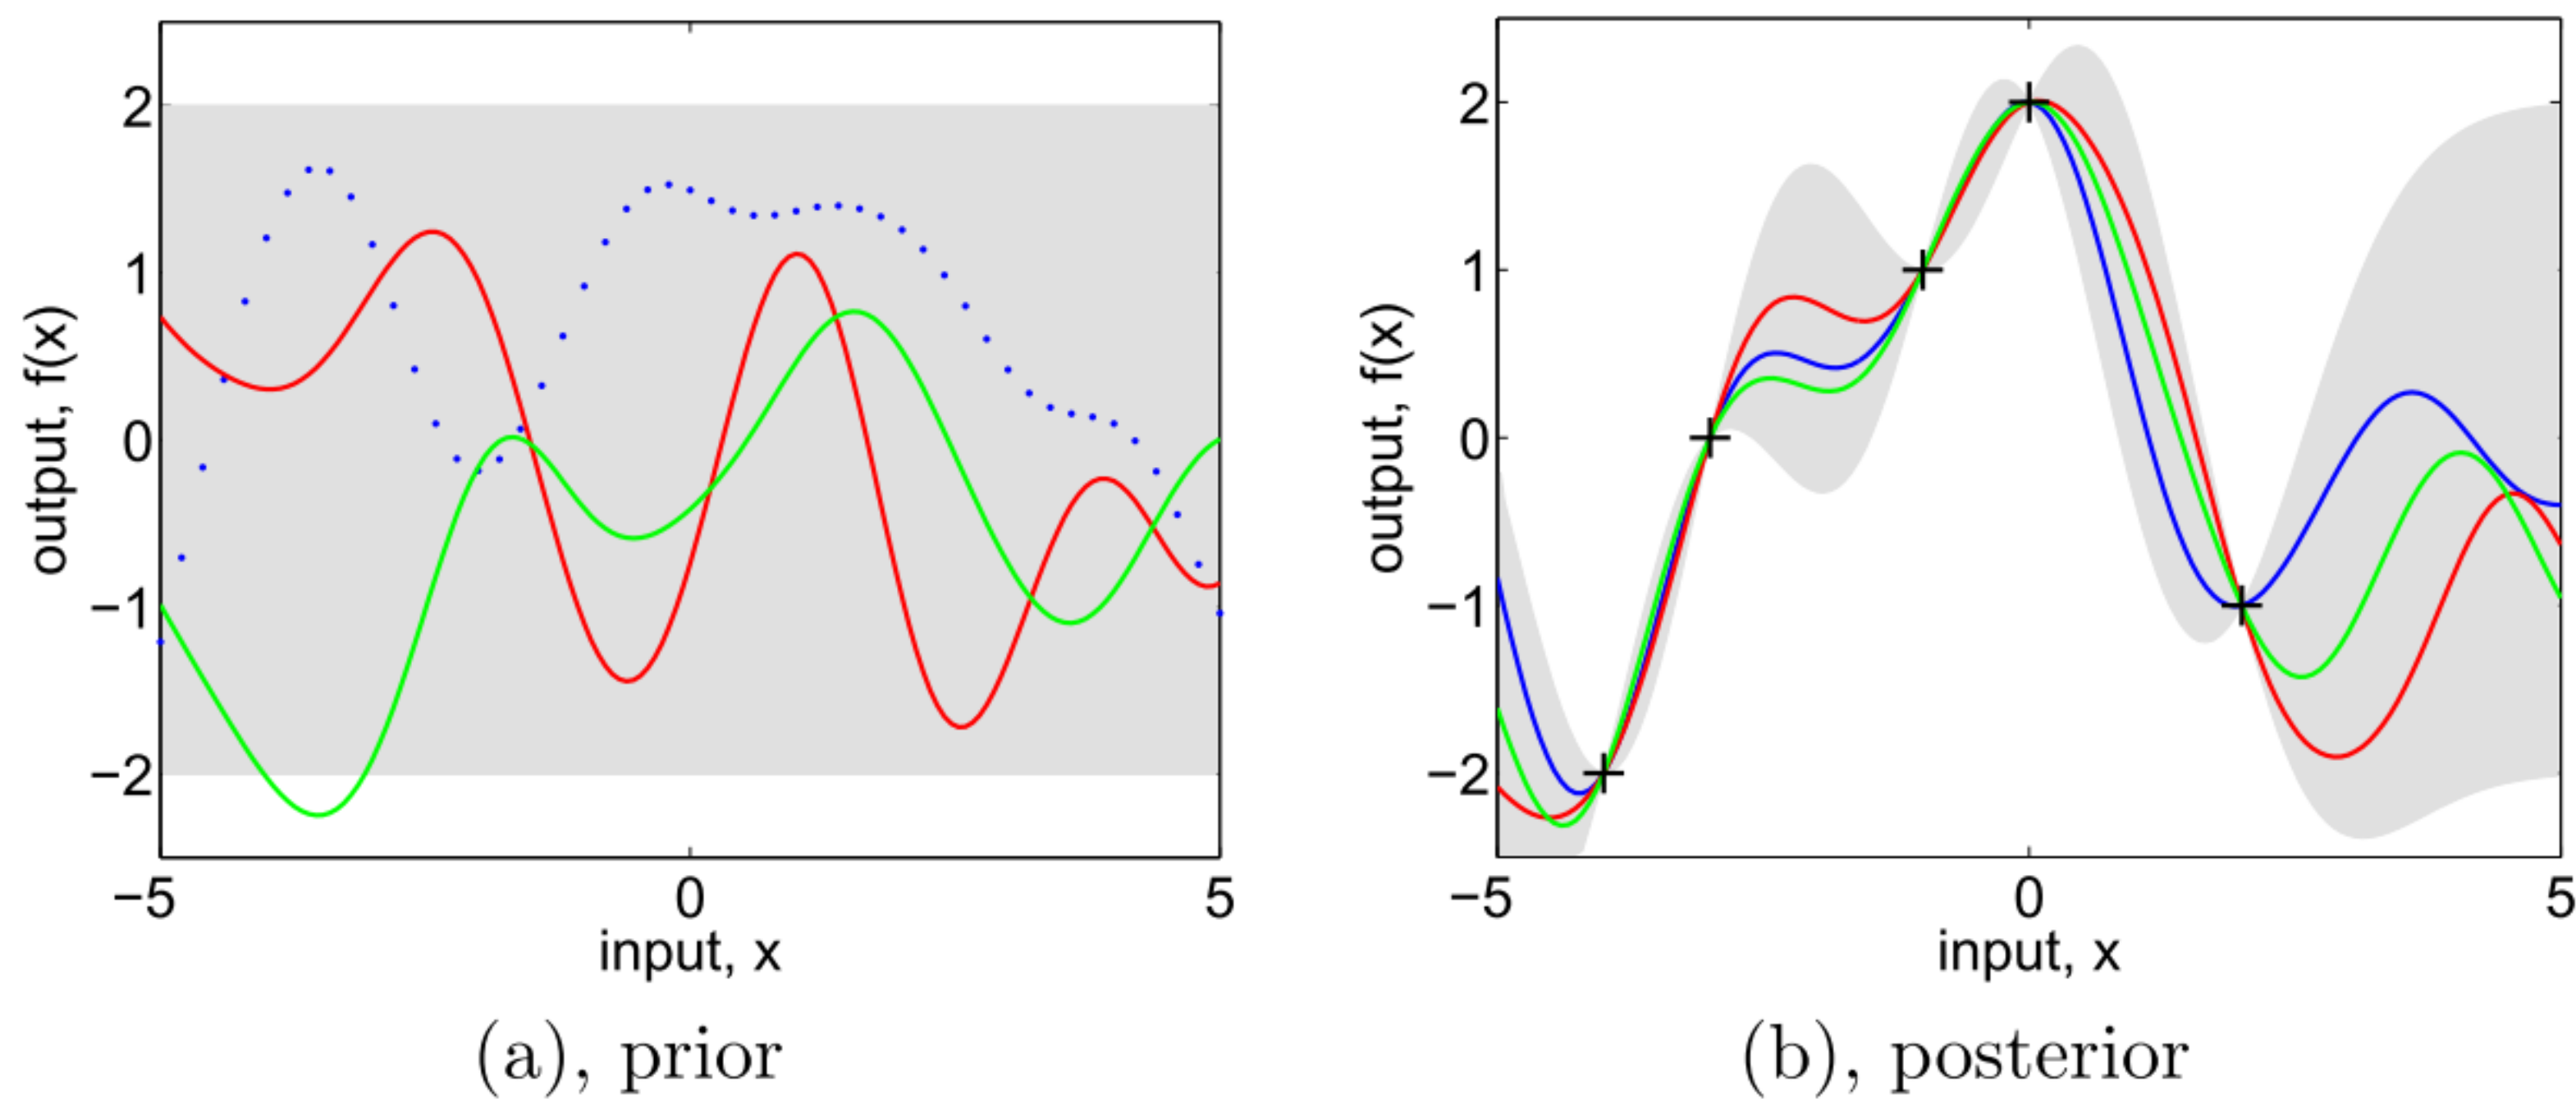 2
1
0
−1
−2
output, f(x)
−5 0 5
input, x
(a), prior
2
1
0
−1
−2
output, f(x)
−5 0 5
input, x
(b), posterior